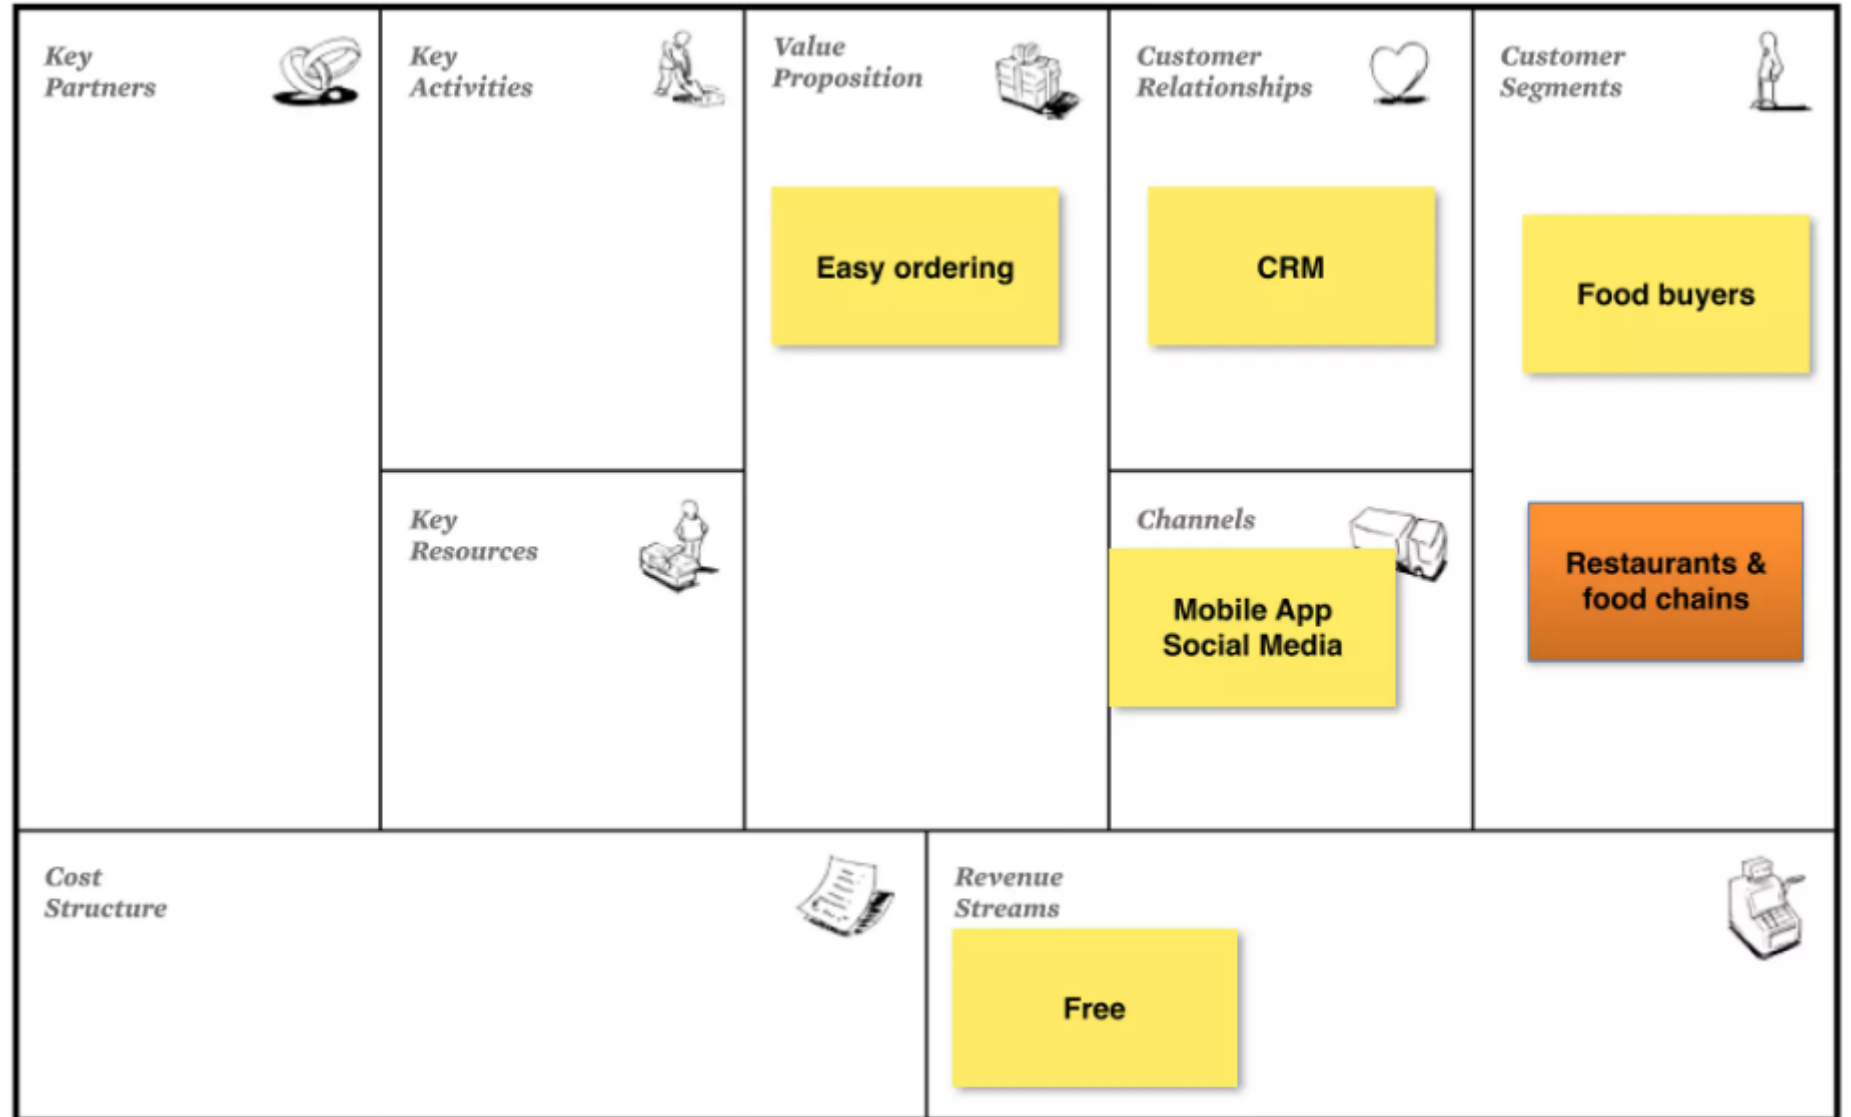 Key
Partners
Key
Activities
Value
Proposition
Customer
Relationships
Customer
Segments
Easy ordering
CRM
Food buyers
Key
Resources
Channels
Mobile App
Social Media
Restaurants &
food chains
Cost
Structure
Revenue
Streams
Free